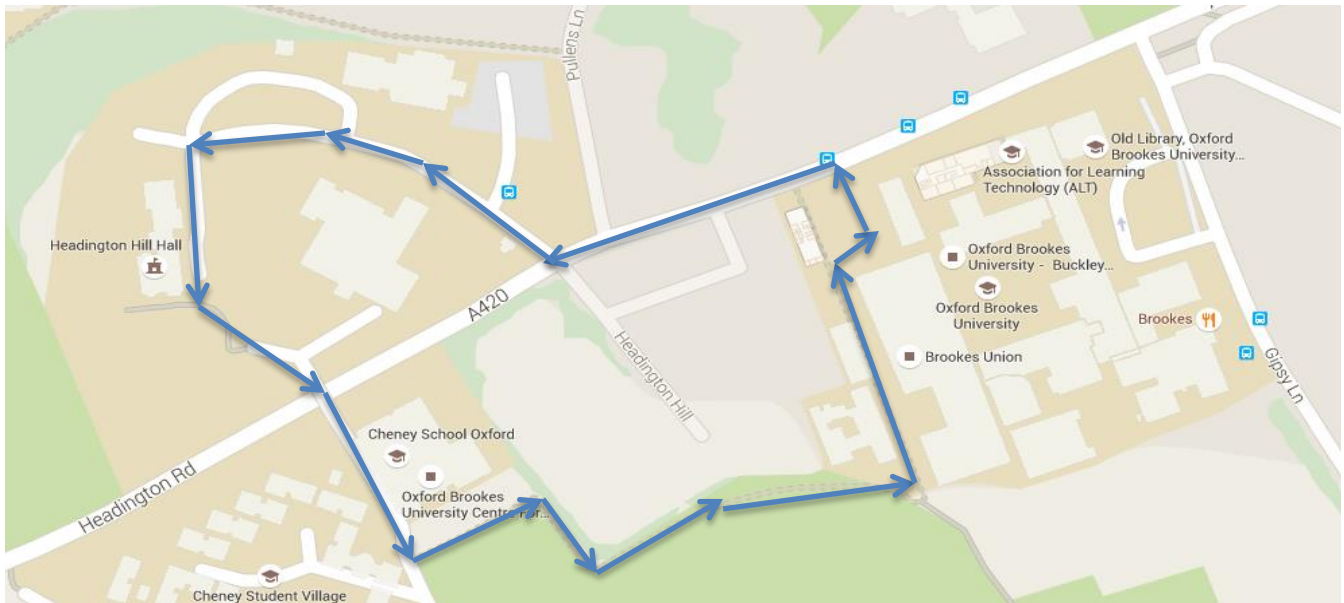 Pullens Ln
Old Library, Oxford
Brookes University...
Association for Learning
Technology (ALT)
Headington Hill Hall
Oxford Brookes
University - Buckley...
Oxford Brookes
University
A420
Brookes
Headington Hill
Brookes Union
Gipsy Ln
Cheney School Oxford
Headington Rd
Oxford Brookes
University Centre For...
Cheney Student Village